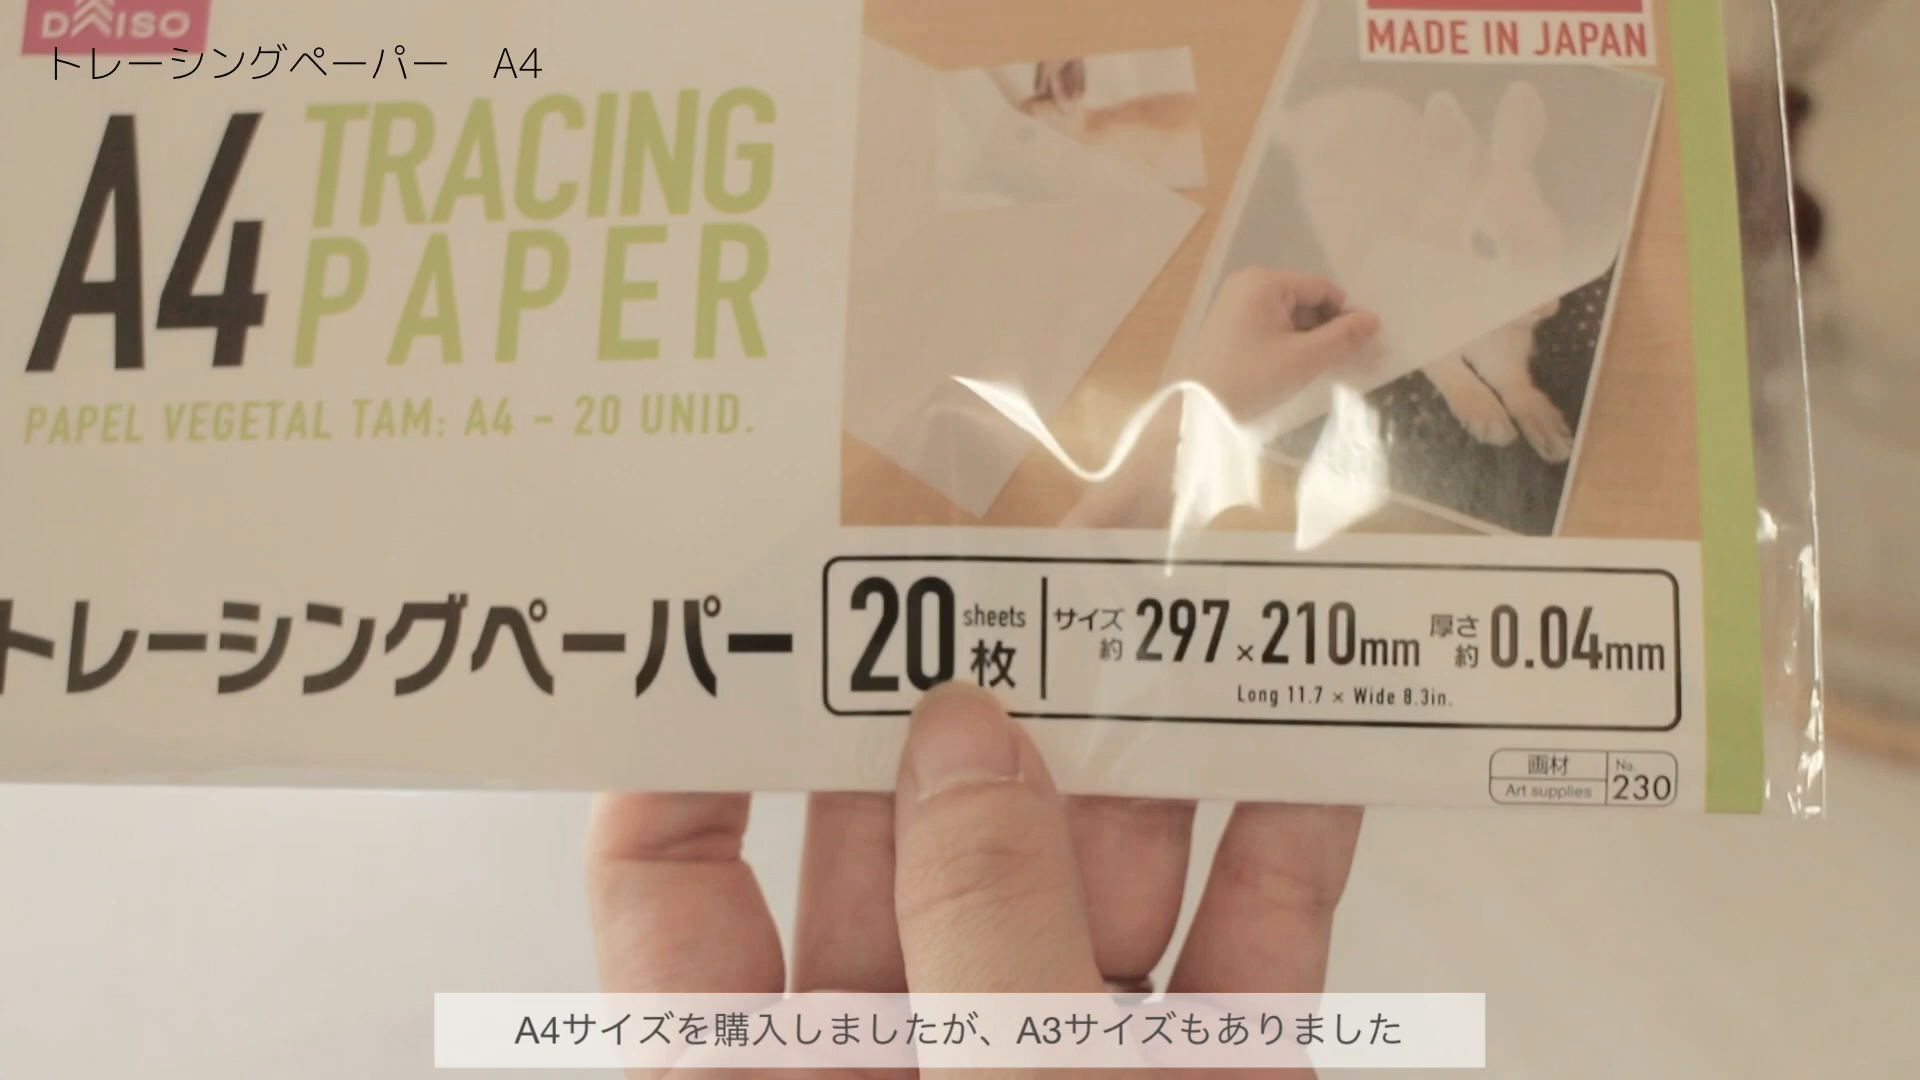 DAISO
トレーシングペーパー　A4
MADE IN JAPAN
A4 TRACING
PAPER
PAPEL VEGETAL TAM: A4 – 20 UNID.
トレーシングペーパー
20 sheets 枚
サイズ 約 297×210mm 厚さ 約 0.04mm
Long 11.7 × Wide 8.3in.
画材 No.
Art supplies 230
A4サイズを購入しましたが、A3サイズもありました